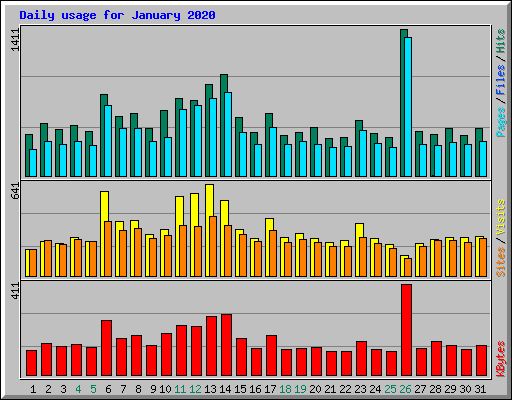 Daily usage for January 2020
1411
Pages / Files / Hits
641
Sites / Visits
411
KBytes
1 2 3 4 5 6 7 8 9 10 11 12 13 14 15 16 17 18 19 20 21 22 23 24 25 26 27 28 29 30 31